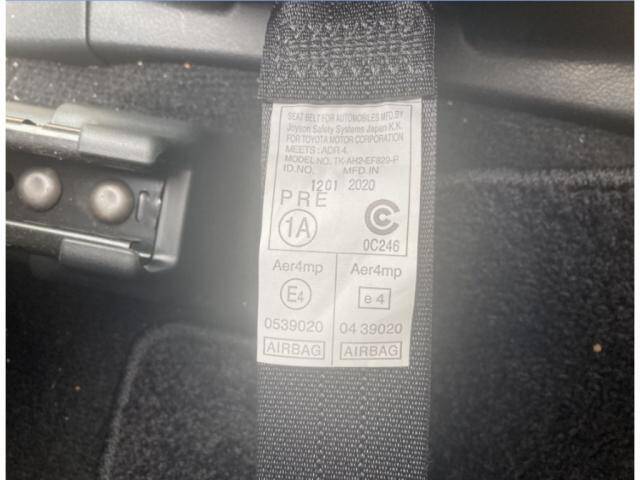 SEAT BELT FOR AUTOMOBILES MFD.BY
Joyson Safety Systems Japan K.K.
FOR TOYOTA MOTOR CORPORATION
MEETS : ADR 4.
MODEL NO. TK-AH2-EF829-P
ID.NO. MFD.IN
1201 2020
PRE
1A
C
0C246
Aer4mp Aer4mp
E4 e 4
0539020 04 39020
AIRBAG AIRBAG